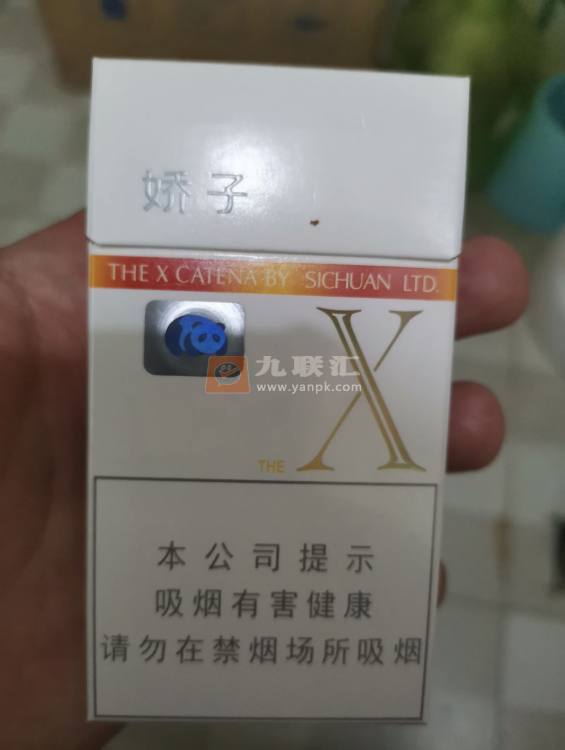 娇子
THE X CATENA BY SICHUAN LTD.
九联汇
www.yanpk.com
THE X
本公司提示
吸烟有害健康
请勿在禁烟场所吸烟